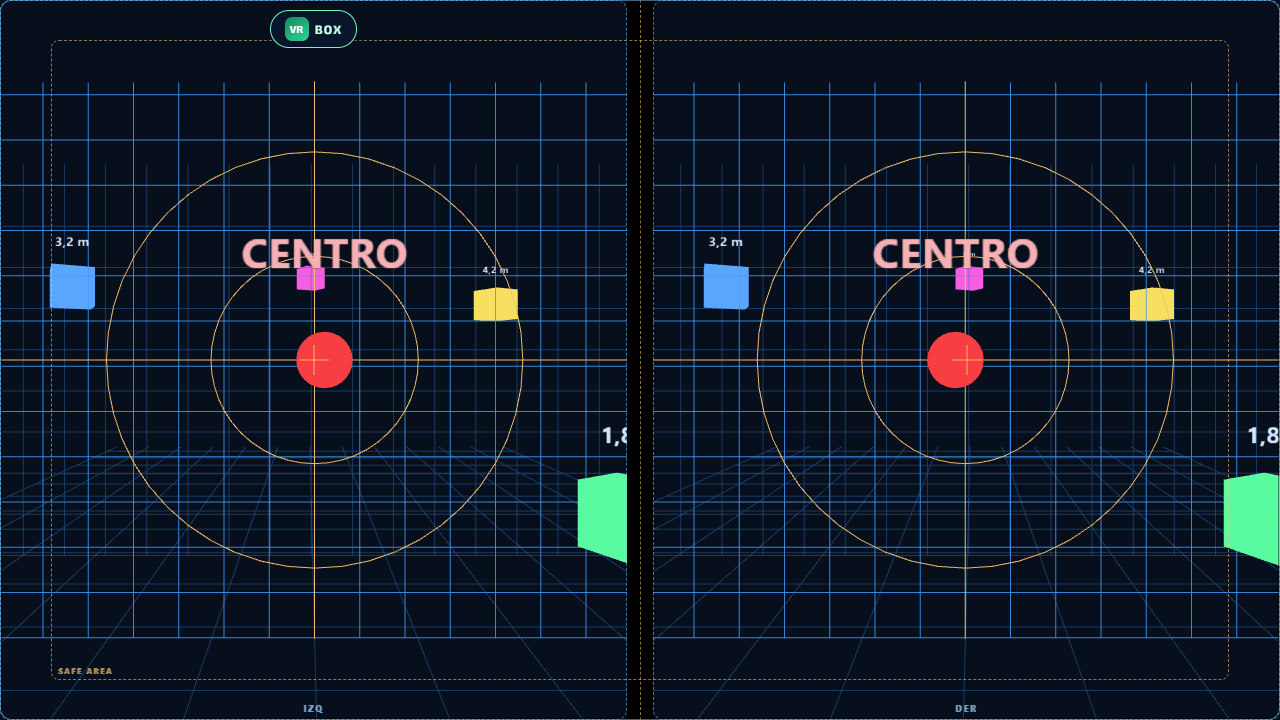 VR BOX
CENTRO
CENTRO
3,2 m
3,2 m
4,2 m
4,2 m
1,8
1,8
SAFE AREA
IZQ
DER